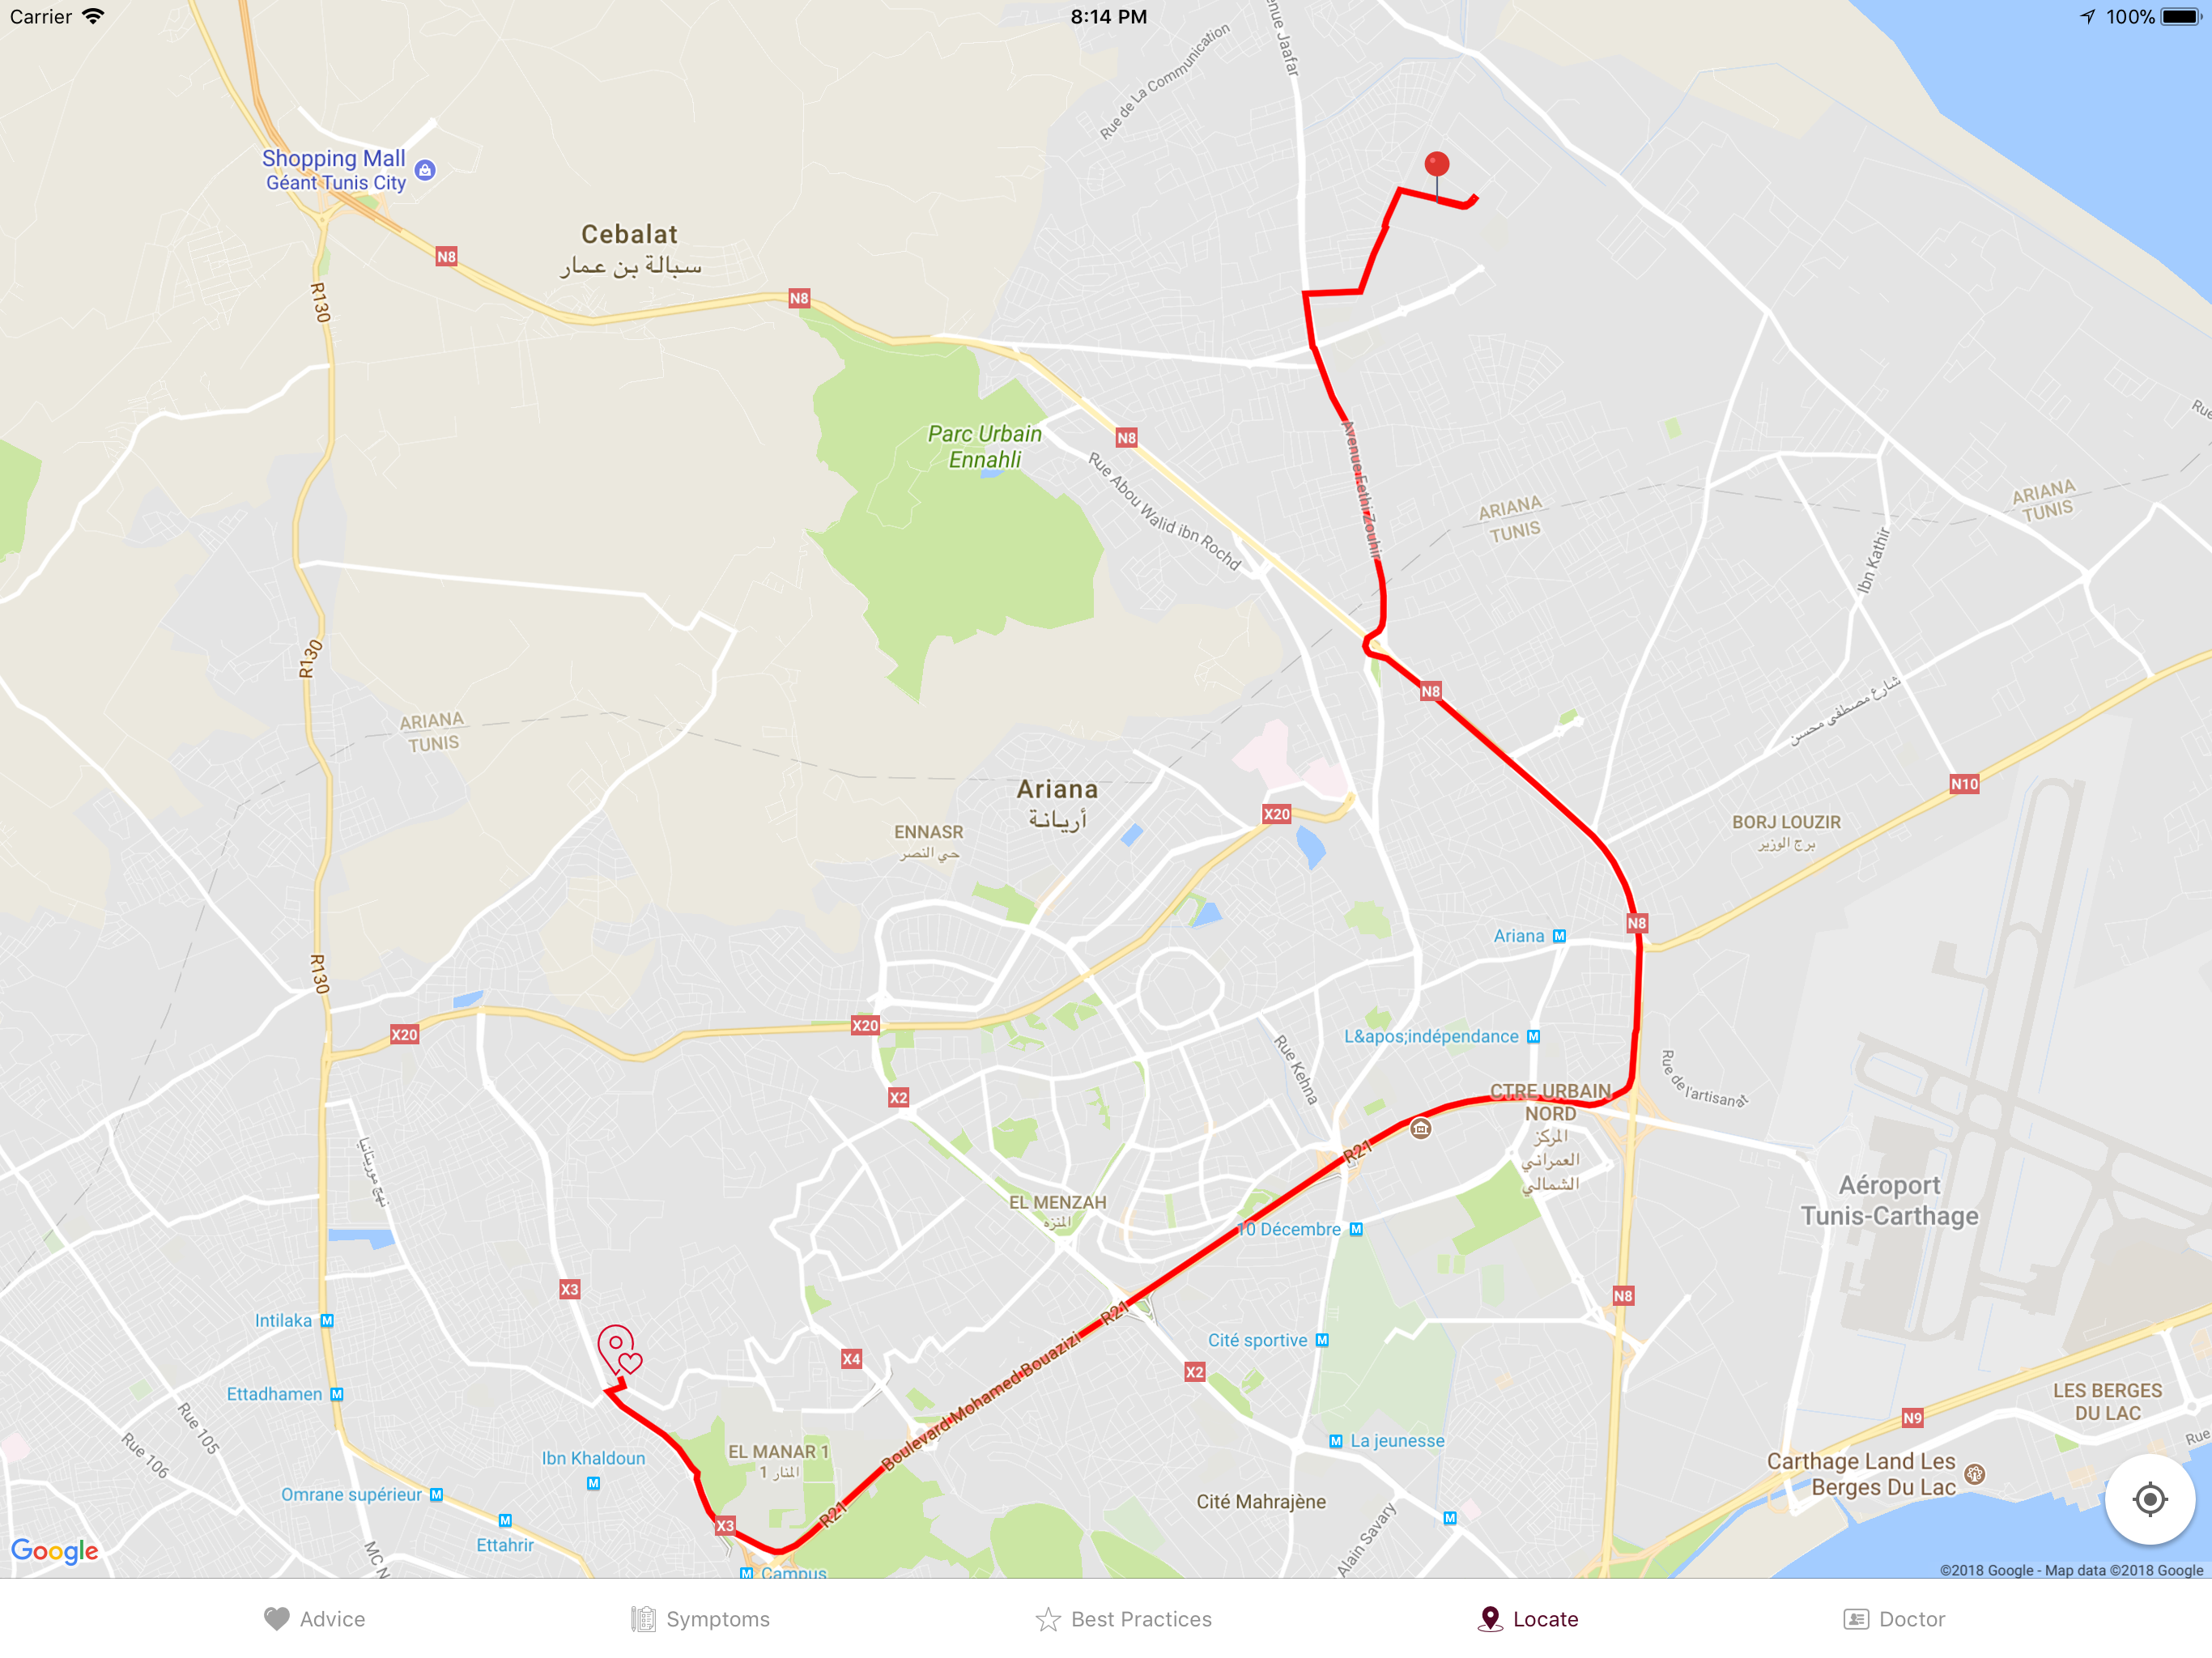 Carrier
8:14 PM
100%
enue Jaafar
Rue de La Communication
Shopping Mall
Géant Tunis City
Cebalat
سبالة بن عمار
N8
R130
N8
Parc Urbain
Ennahli
N8
Rue Abou Walid ibn Rochd
Avenue Fethi Zouhir
ARIANA
TUNIS
ARIANA
TUNIS
Rue
Ibn Kathir
R130
N8
شارع مصطفى محسن
ARIANA
TUNIS
Ariana
أريانة
X20
N10
ENNASR
حي النصر
BORJ LOUZIR
برج الوزير
N8
Ariana
M
R130
X20
X20
L&apos;indépendance
M
Rue Kehna
Rue de l'artisanat
X2
CTRE URBAIN
NORD
المركز
العمراني
الشمالي
R21
نهج موريتانيا
EL MENZAH
المنزه
Aéroport
Tunis-Carthage
10 Décembre
M
X3
N8
R21
Intilaka
M
Cité sportive
M
X4
Boulevard Mohamed Bouazizi
X2
Ettadhamen
M
LES BERGES
DU LAC
N9
Rue 105
Rue 106
EL MANAR 1
المنار 1
M
La jeunesse
Rue
Ibn Khaldoun
M
Carthage Land Les
Berges Du Lac
Omrane supérieur
M
Cité Mahrajène
R21
X3
M
M
Ettahrir
Alain Savary
Google
MC N
M
Campus
©2018 Google - Map data ©2018 Google
Advice
Symptoms
Best Practices
Locate
Doctor